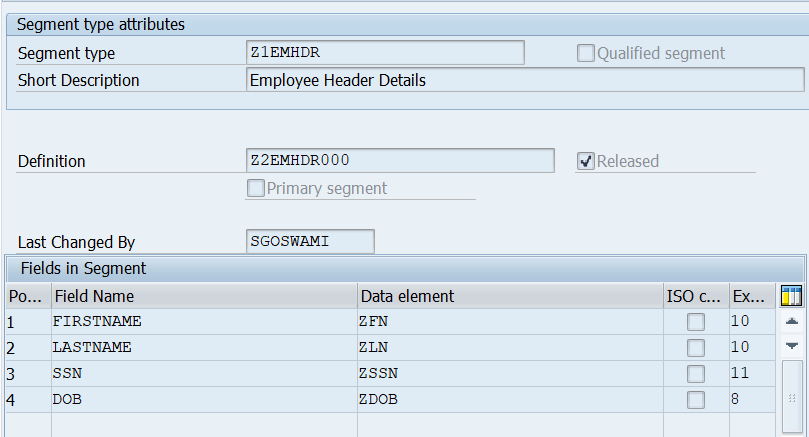 Segment type attributes
Segment type Z1EMHDR Qualified segment
Short Description Employee Header Details
Definition Z2EMHDR000 Released
Primary segment
Last Changed By SGOSWAMI
Fields in Segment
Po... Field Name Data element ISO c... Ex...
1 FIRSTNAME ZFN 10
2 LASTNAME ZLN 10
3 SSN ZSSN 11
4 DOB ZDOB 8